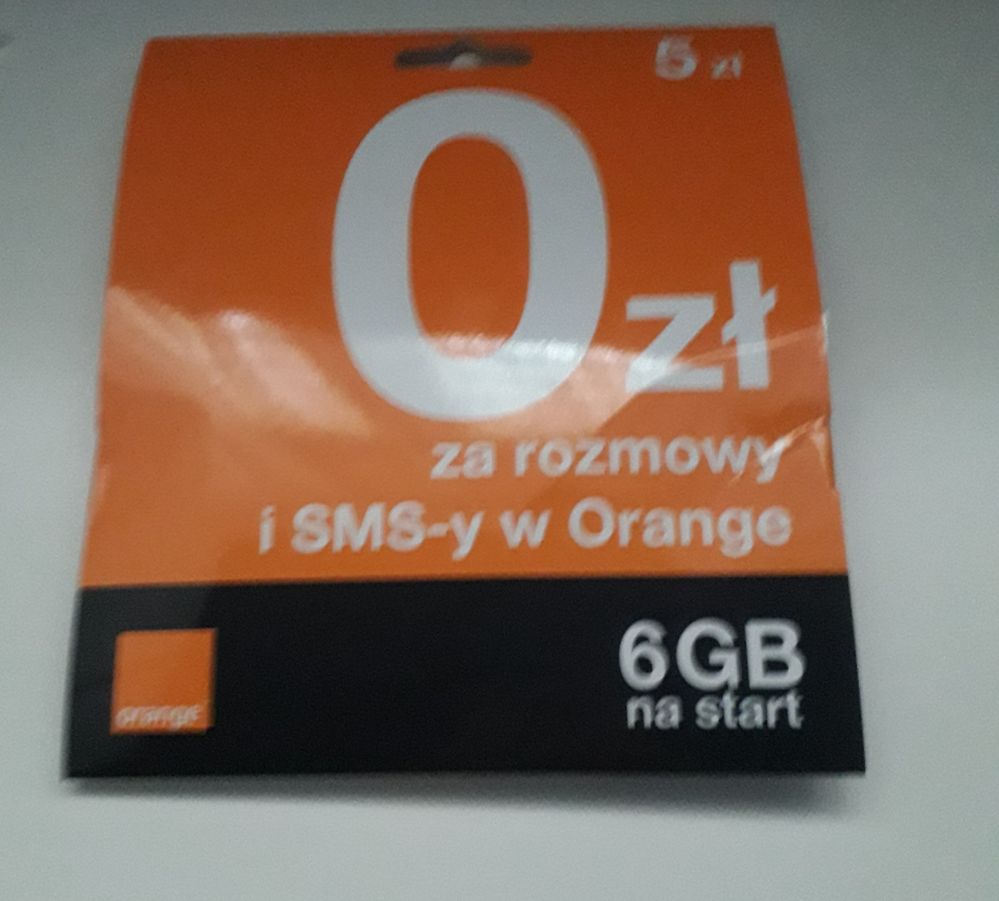 5 zł
0 zł
za rozmowy
i SMS-y w Orange
6GB
na start
orange